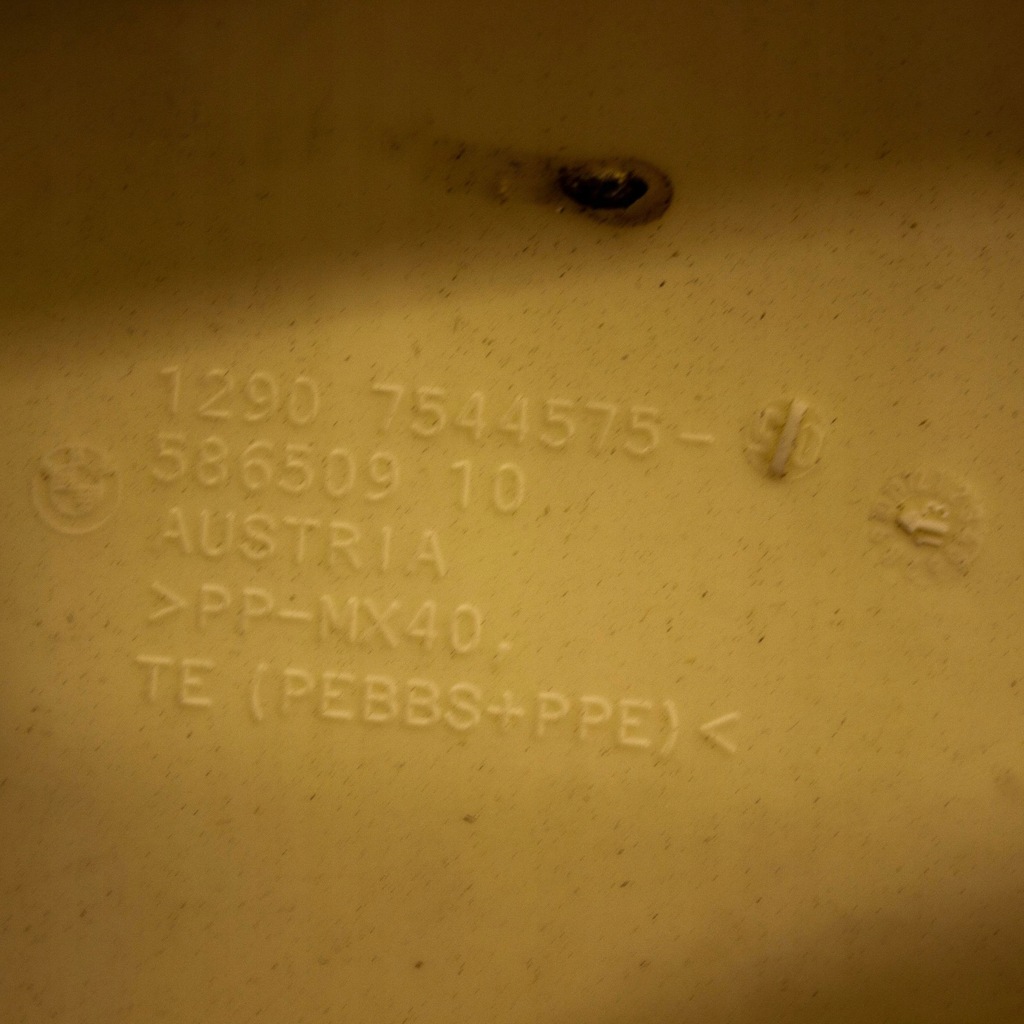 1290 7544575-
586509 10
AUSTRIA
>PP-MX40.
TE (PEBBS+PPE)<